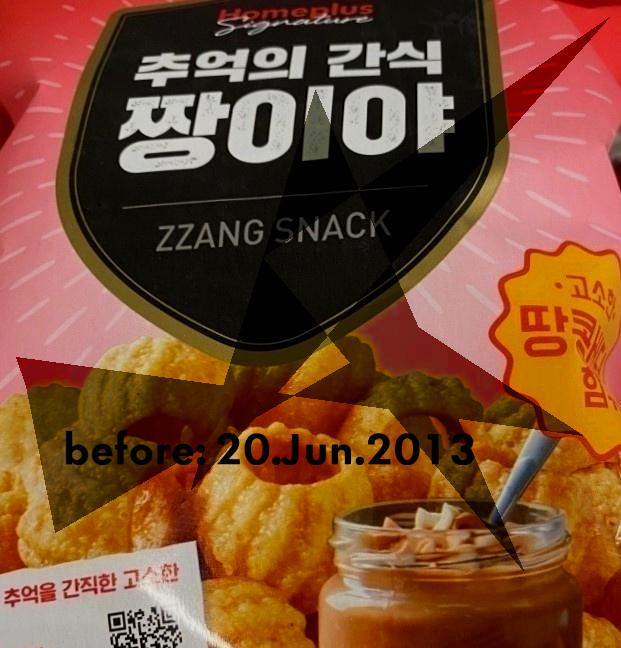 Homeplus
Signature
추억의 간식
짱이야
ZZANG SNACK
고소한
땅콩
before: 20.Jun.2013
추억을 간직한 고소한